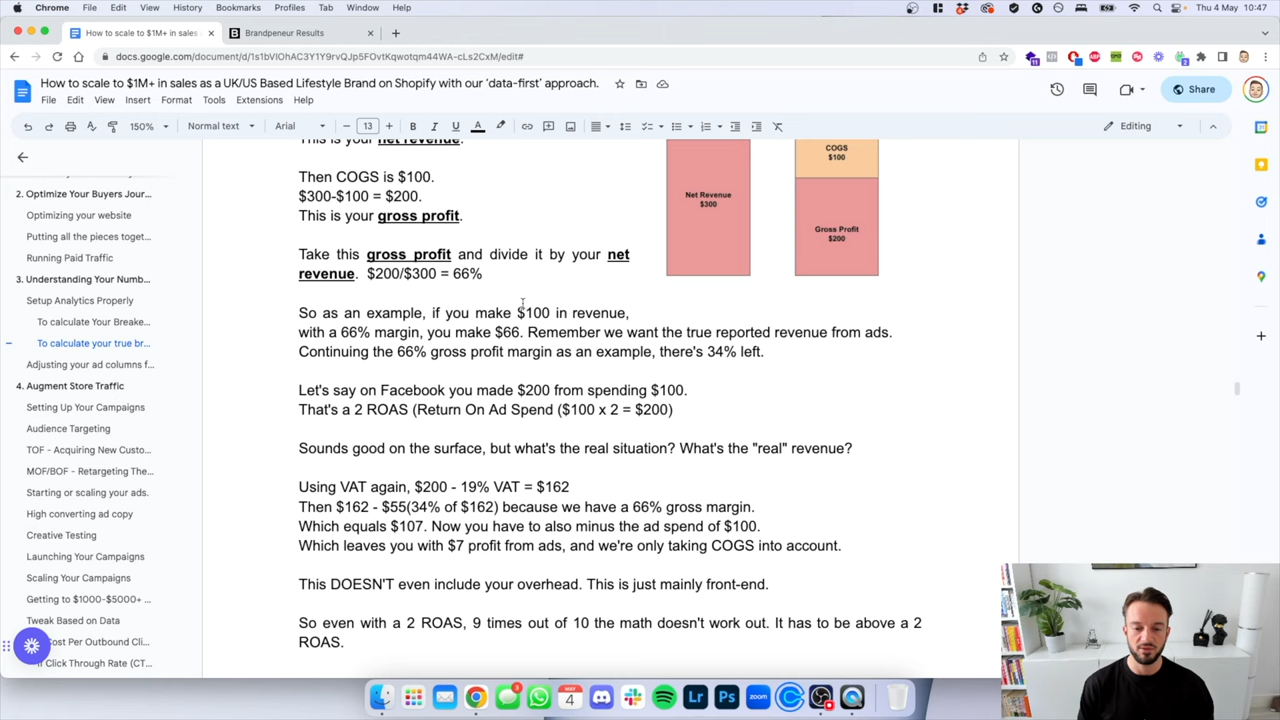 Chrome File Edit View History Bookmarks Profiles Tab Window Help
Thu 4 May 10:47
How to scale to $1M+ in sales
Brandpeur Results
docs.google.com/document/d/1s1bVIOhAC3Y1Y9rvQJp5FOvtKqwotqm44WA-cLs2CxM/edit#
How to scale to $1M+ in sales as a UK/US Based Lifestyle Brand on Shopify with our 'data-first' approach.
File Edit View Insert Format Tools Extensions Help
Share
150% Normal text Arial 13 B I U A
Editing
2. Optimize Your Buyers Jour...
Optimizing your website
Putting all the pieces toget...
Running Paid Traffic
3. Understanding Your Numb...
Setup Analytics Properly
To calculate Your Breake...
To calculate your true br...
Adjusting your ad columns f...
4. Augment Store Traffic
Setting Up Your Campaigns
Audience Targeting
TOF - Acquiring New Custo...
MOF/BOF - Retargeting The...
Starting or scaling your ads.
High converting ad copy
Creative Testing
Launching Your Campaigns
Scaling Your Campaigns
Getting to $1000-$5000+ ...
Tweak Based on Data
Cost Per Outbound Cli...
Click Through Rate (CT...
This is your net revenue.
Then COGS is $100.
$300-$100 = $200.
This is your gross profit.
Take this gross profit and divide it by your net
revenue. $200/$300 = 66%
Net Revenue
$300
COGS
$100
Gross Profit
$200
So as an example, if you make $100 in revenue,
with a 66% margin, you make $66. Remember we want the true reported revenue from ads.
Continuing the 66% gross profit margin as an example, there's 34% left.
Let's say on Facebook you made $200 from spending $100.
That's a 2 ROAS (Return On Ad Spend ($100 x 2 = $200)
Sounds good on the surface, but what's the real situation? What's the "real" revenue?
Using VAT again, $200 - 19% VAT = $162
Then $162 - $55(34% of $162) because we have a 66% gross margin.
Which equals $107. Now you have to also minus the ad spend of $100.
Which leaves you with $7 profit from ads, and we're only taking COGS into account.
This DOESN'T even include your overhead. This is just mainly front-end.
So even with a 2 ROAS, 9 times out of 10 the math doesn't work out. It has to be above a 2
ROAS.
MAY
4
Lr
Ps
zoom